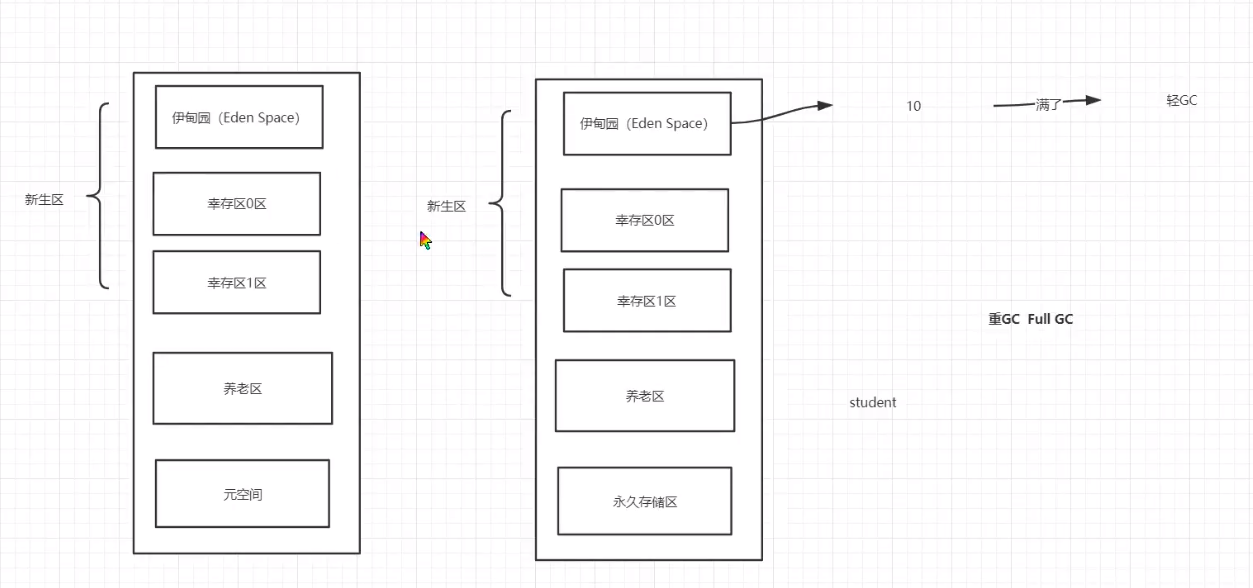 伊甸园（Eden Space）
新生区
幸存区0区
幸存区1区
养老区
元空间
伊甸园（Eden Space）
10
满了
轻GC
新生区
幸存区0区
幸存区1区
重GC Full GC
养老区
student
永久存储区